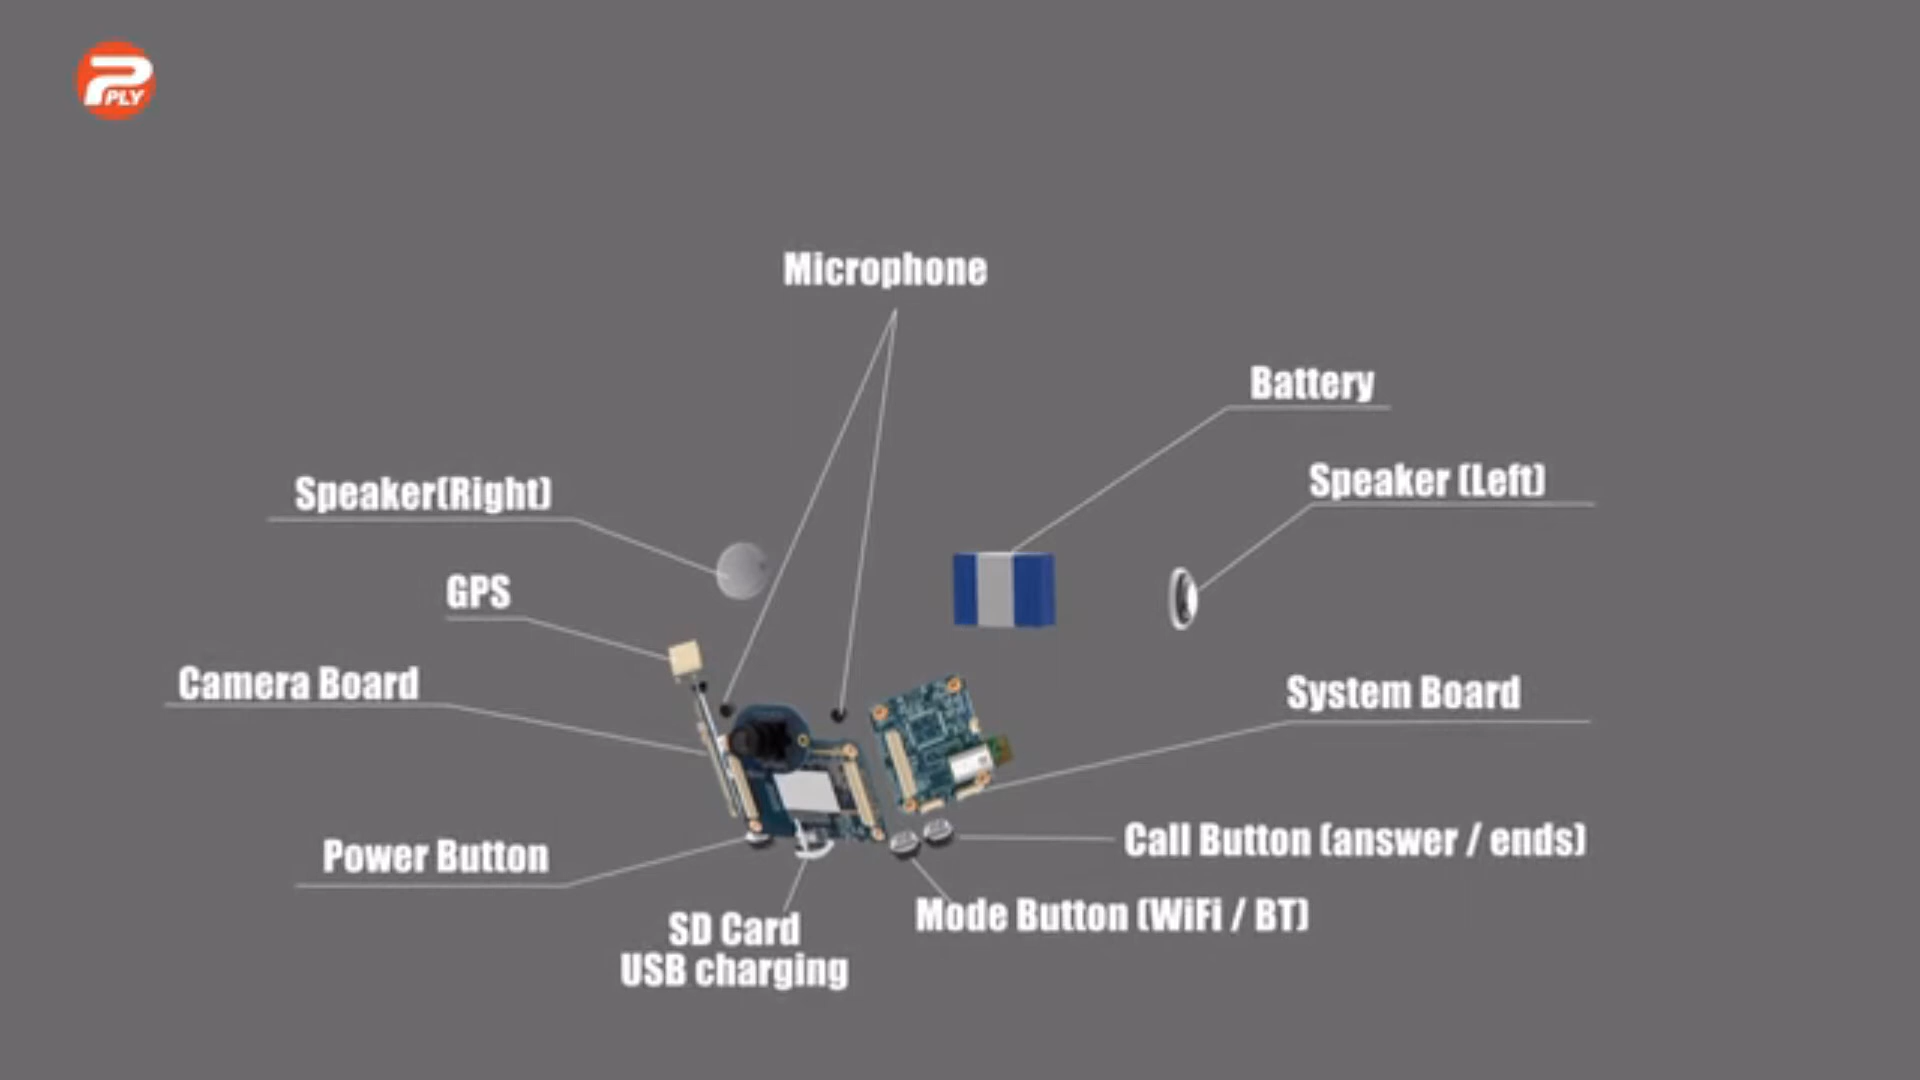 PLY
Microphone
Battery
Speaker (Left)
Speaker(Right)
GPS
Camera Board
System Board
Power Button
Call Button (answer / ends)
Mode Button (WiFi / BT)
SD Card
USB charging